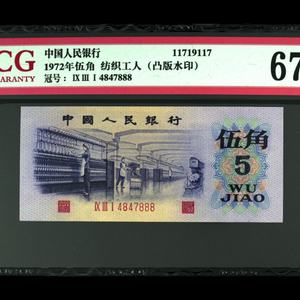 CG
WARRANTY
中国人民银行 11719117
1972年伍角 纺织工人（凸版水印）
冠号：IX III I 4847888
67
中国人民银行
伍角
5
WU
JIAO
IX III I 4847888